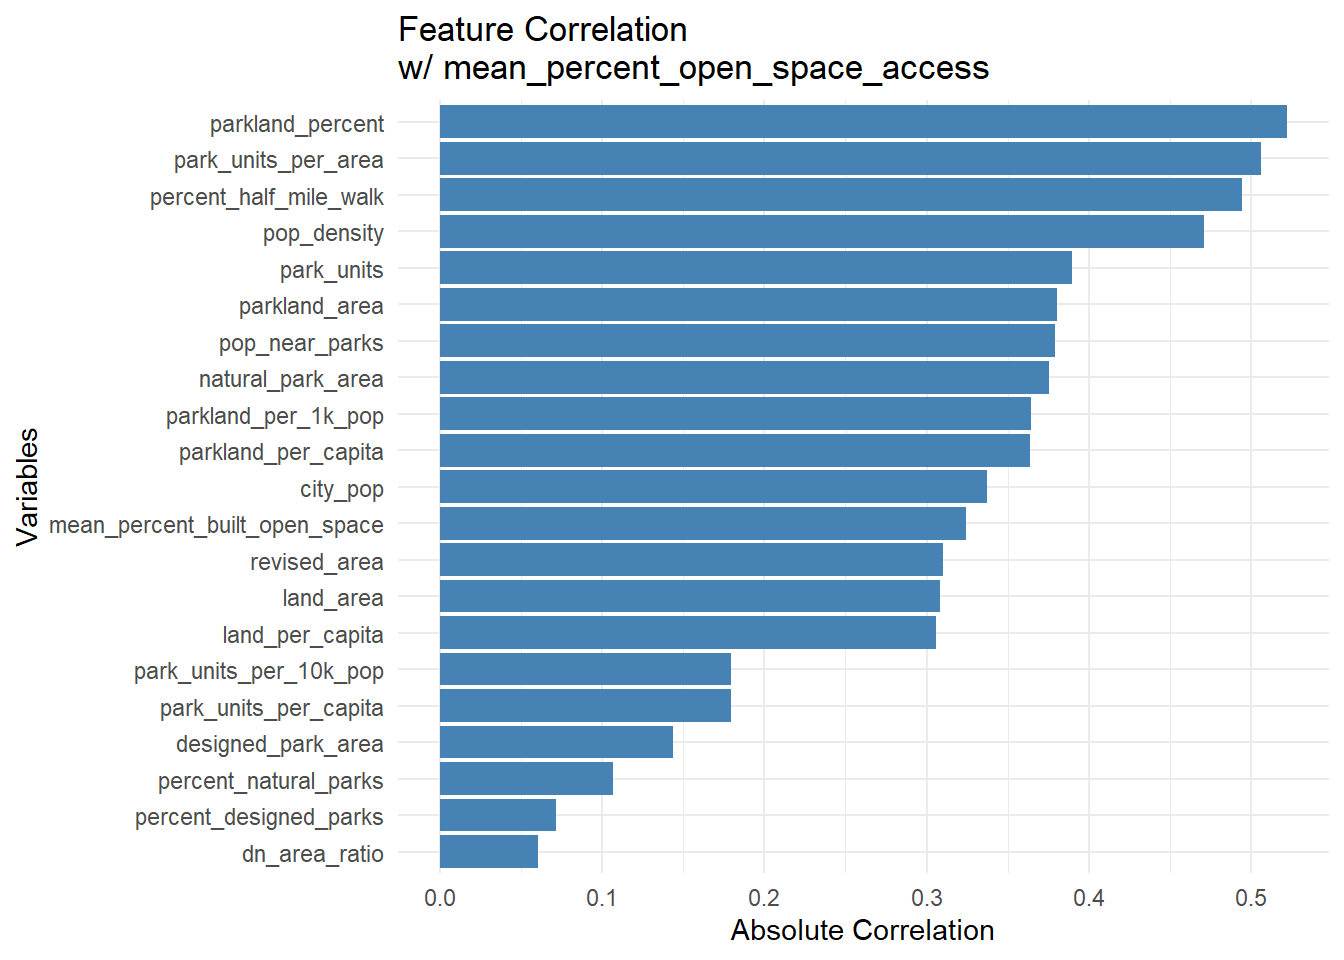 Feature Correlation
w/ mean_percent_open_space_access
Variables
parkland_percent
park_units_per_area
percent_half_mile_walk
pop_density
park_units
parkland_area
pop_near_parks
natural_park_area
parkland_per_1k_pop
parkland_per_capita
city_pop
mean_percent_built_open_space
revised_area
land_area
land_per_capita
park_units_per_10k_pop
park_units_per_capita
designed_park_area
percent_natural_parks
percent_designed_parks
dn_area_ratio
0.0 0.1 0.2 0.3 0.4 0.5
Absolute Correlation